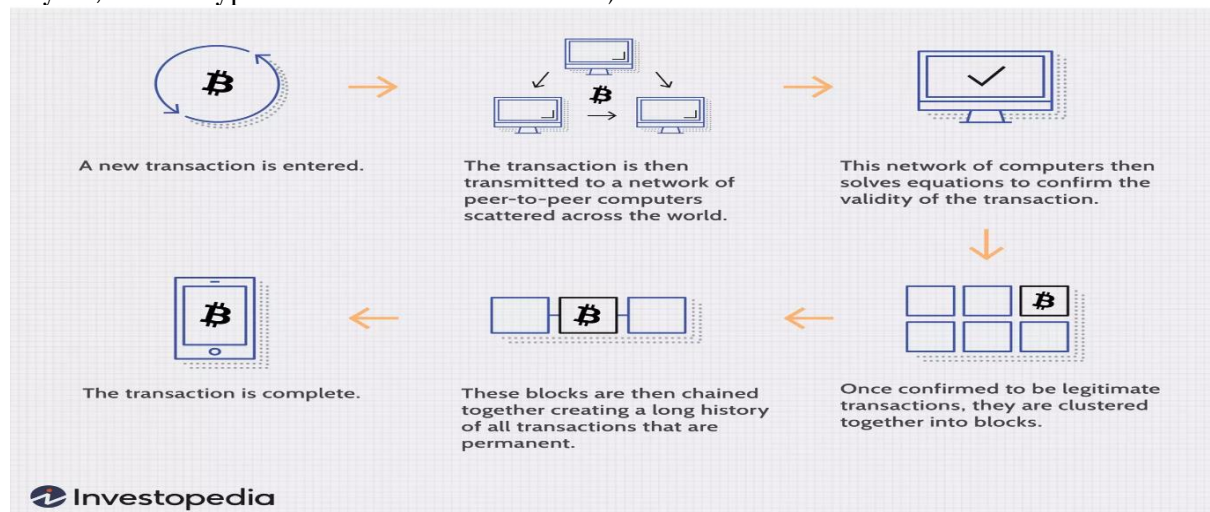 A new transaction is entered.
The transaction is then
transmitted to a network of
peer-to-peer computers
scattered across the world.
This network of computers then
solves equations to confirm the
validity of the transaction.
Once confirmed to be legitimate
transactions, they are clustered
together into blocks.
These blocks are then chained
together creating a long history
of all transactions that are
permanent.
The transaction is complete.
Investopedia